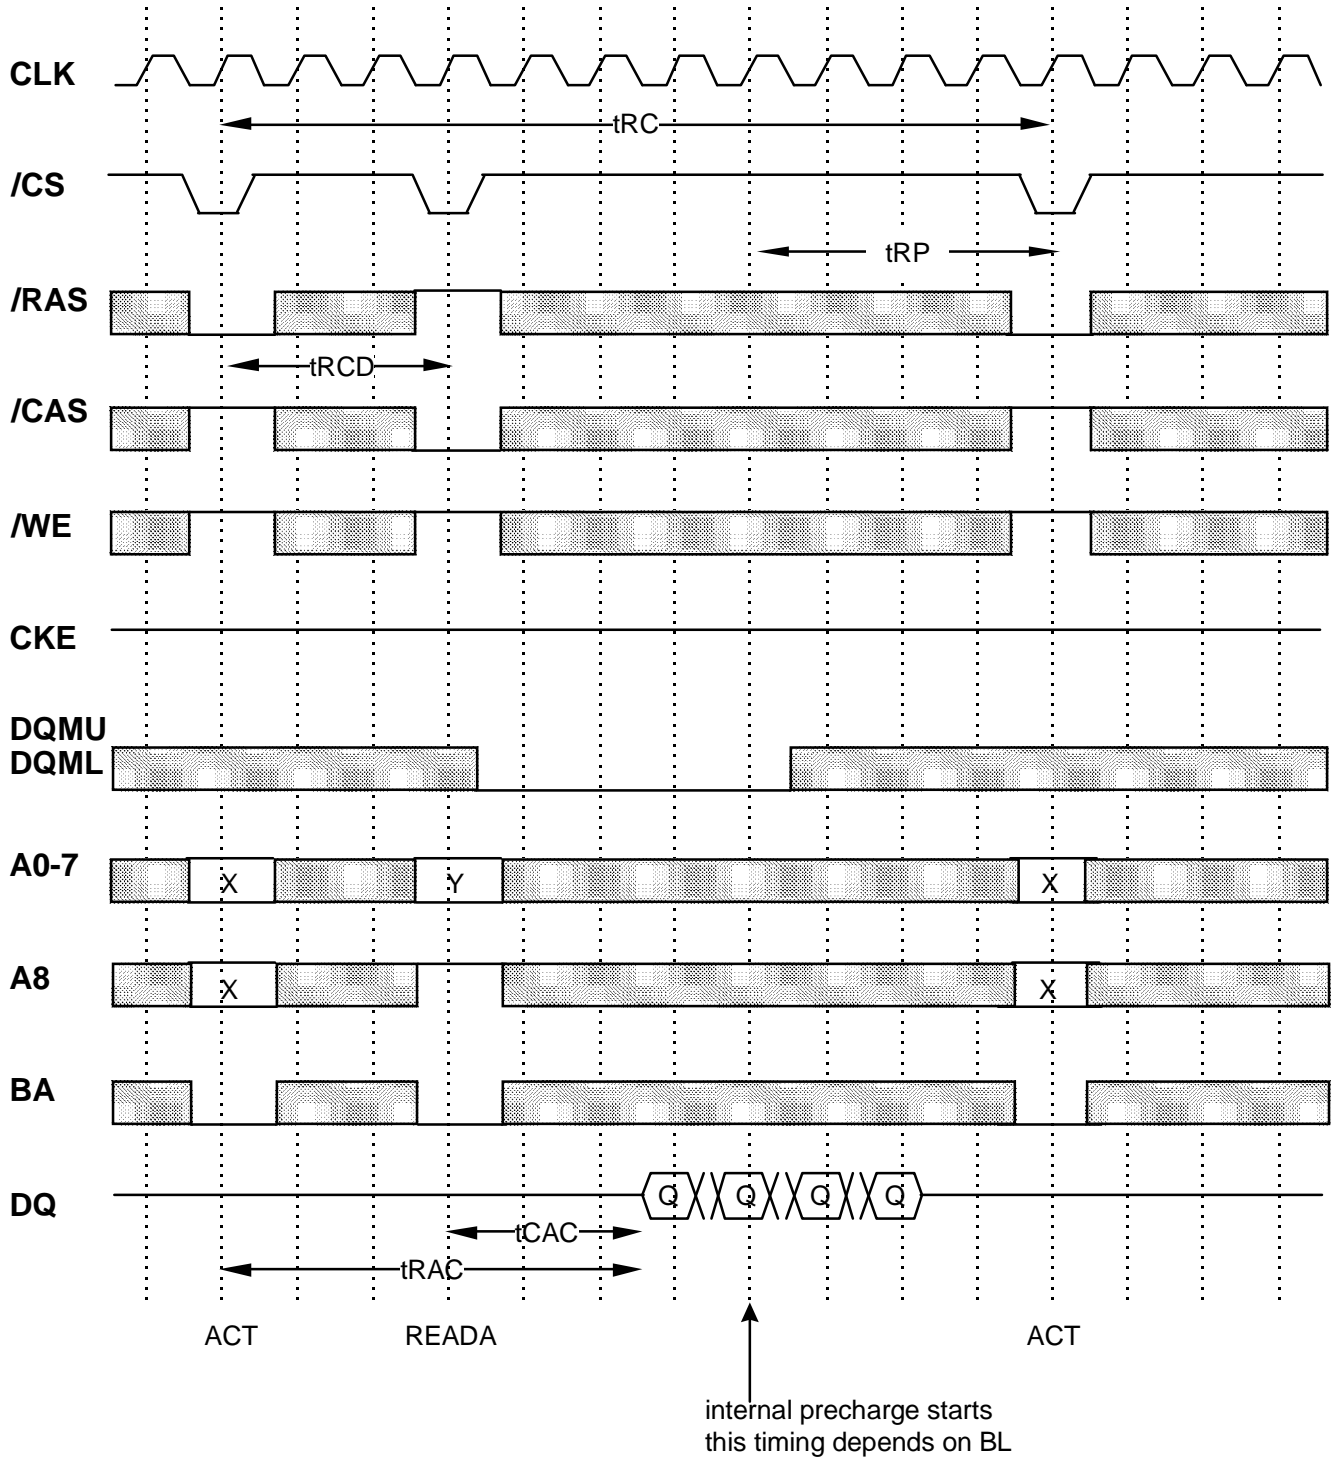 CLK
tRC
/CS
tRP
/RAS
tRCD
/CAS
/WE
CKE
DQMU
DQML
A0-7
X
Y
X
A8
X
X
BA
DQ
Q
Q
Q
Q
tCAC
tRAC
ACT
READA
ACT
internal precharge starts
this timing depends on BL